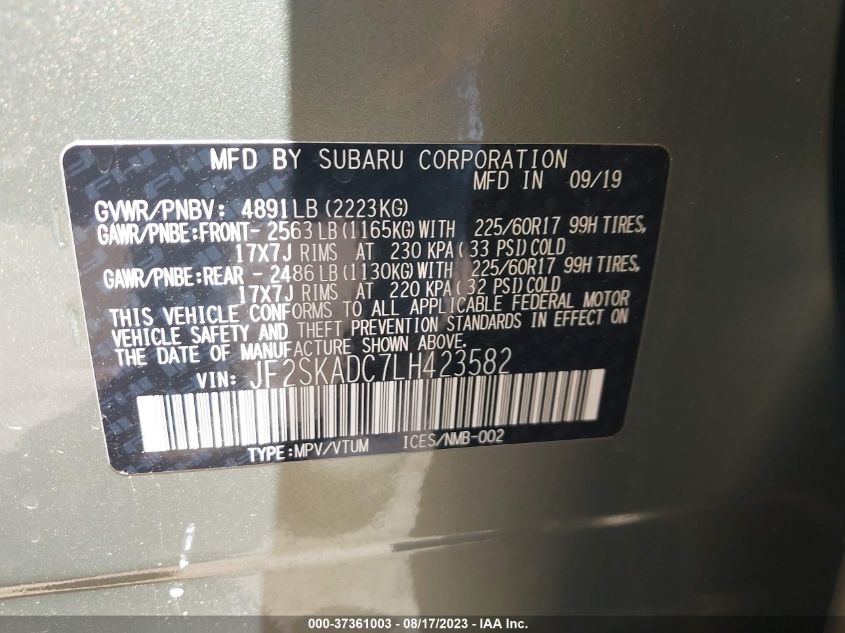 MFD BY SUBARU CORPORATION
MFD IN 09/19
GVWR/PNBV: 4891LB (2223KG)
GAWR/PNBE:FRONT- 2563 LB (1165KG) WITH 225/60R17 99H TIRES,
17X7J RIMS AT 230 KPA ( 33 PSI) COLD
GAWR/PNBE:REAR - 2486 LB (1130KG) WITH 225/60R17 99H TIRES,
17X7J RIMS AT 220 KPA ( 32 PSI) COLD
THIS VEHICLE CONFORMS TO ALL APPLICABLE FEDERAL MOTOR
VEHICLE SAFETY AND THEFT PREVENTION STANDARDS IN EFFECT ON
THE DATE OF MANUFACTURE SHOWN ABOVE.
VIN: JF2SKADC7LH423582
TYPE:MPV/VTUM ICES/NMB-002
000-37361003 - 08/17/2023 - IAA Inc.